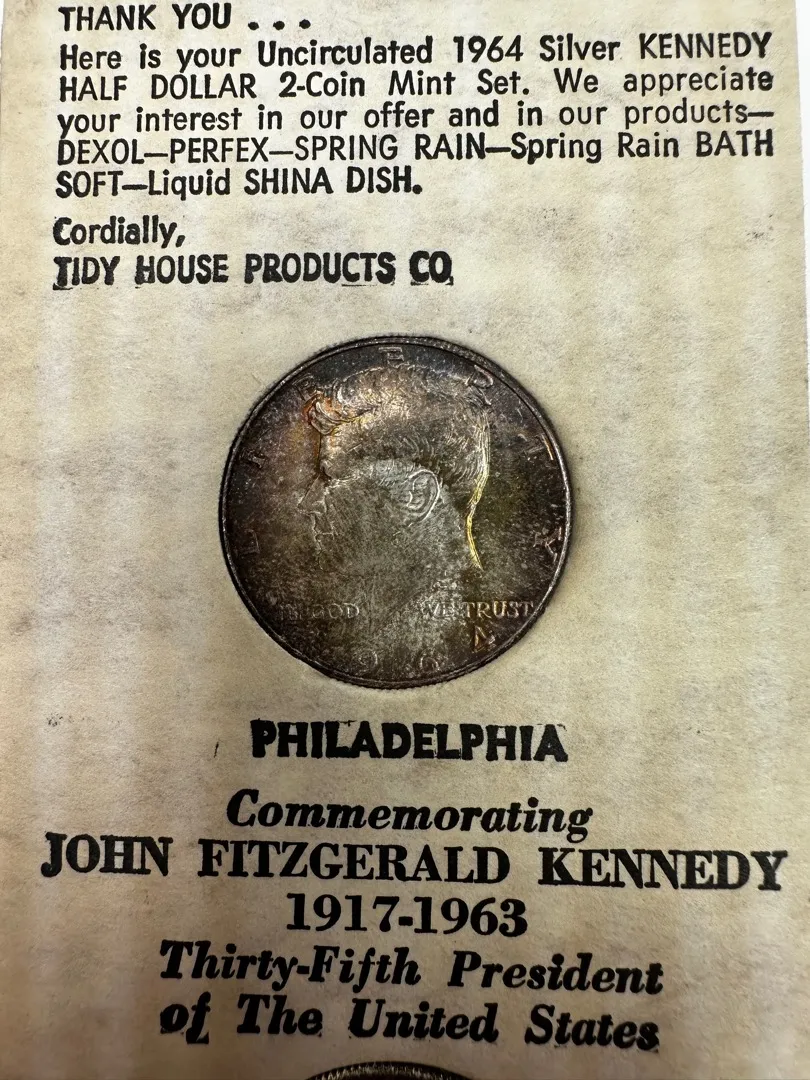 THANK YOU . . .
Here is your Uncirculated 1964 Silver KENNEDY
HALF DOLLAR 2-Coin Mint Set. We appreciate
your interest in our offer and in our products—
DEXOL—PERFEX—SPRING RAIN—Spring Rain BATH
SOFT—Liquid SHINA DISH.
Cordially,
TIDY HOUSE PRODUCTS CO.
LIBERTY
IN GOD WE TRUST
1964
PHILADELPHIA
Commemorating
JOHN FITZGERALD KENNEDY
1917-1963
Thirty-Fifth President
of The United States